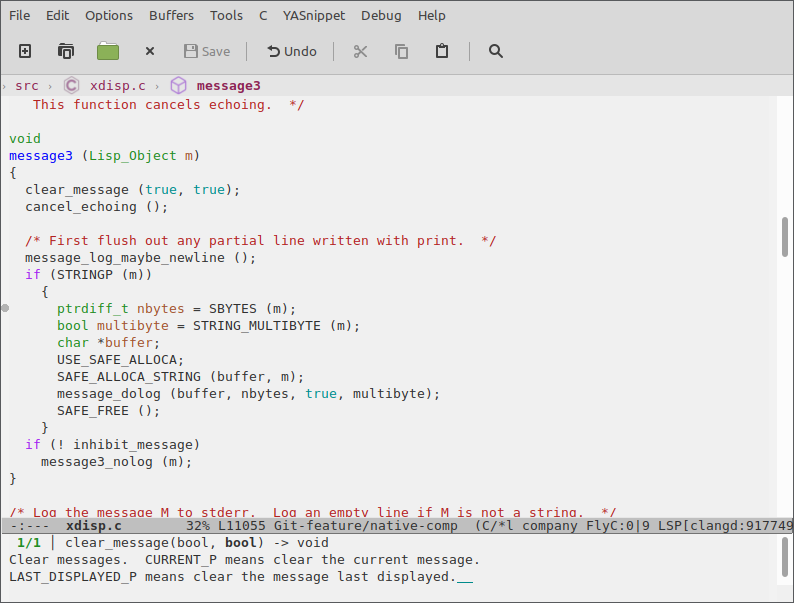 File Edit Options Buffers Tools C YASnippet Debug Help
Save Undo
› src › C xdisp.c › message3
This function cancels echoing.  */
void
message3 (Lisp_Object m)
{
  clear_message (true, true);
  cancel_echoing ();
  /* First flush out any partial line written with print.  */
  message_log_maybe_newline ();
  if (STRINGP (m))
    {
      ptrdiff_t nbytes = SBYTES (m);
      bool multibyte = STRING_MULTIBYTE (m);
      char *buffer;
      USE_SAFE_ALLOCA;
      SAFE_ALLOCA_STRING (buffer, m);
      message_dolog (buffer, nbytes, true, multibyte);
      SAFE_FREE ();
    }
  if (! inhibit_message)
    message3_nolog (m);
}
/* Log the message M to stderr.  Log an empty line if M is not a string.  */
-:---  xdisp.c        32% L11055 Git-feature/native-comp  (C/*l company FlyC:0|9 LSP[clangd:917749
1/1 | clear_message(bool, bool) -> void
Clear messages.  CURRENT_P means clear the current message.
LAST_DISPLAYED_P means clear the message last displayed.